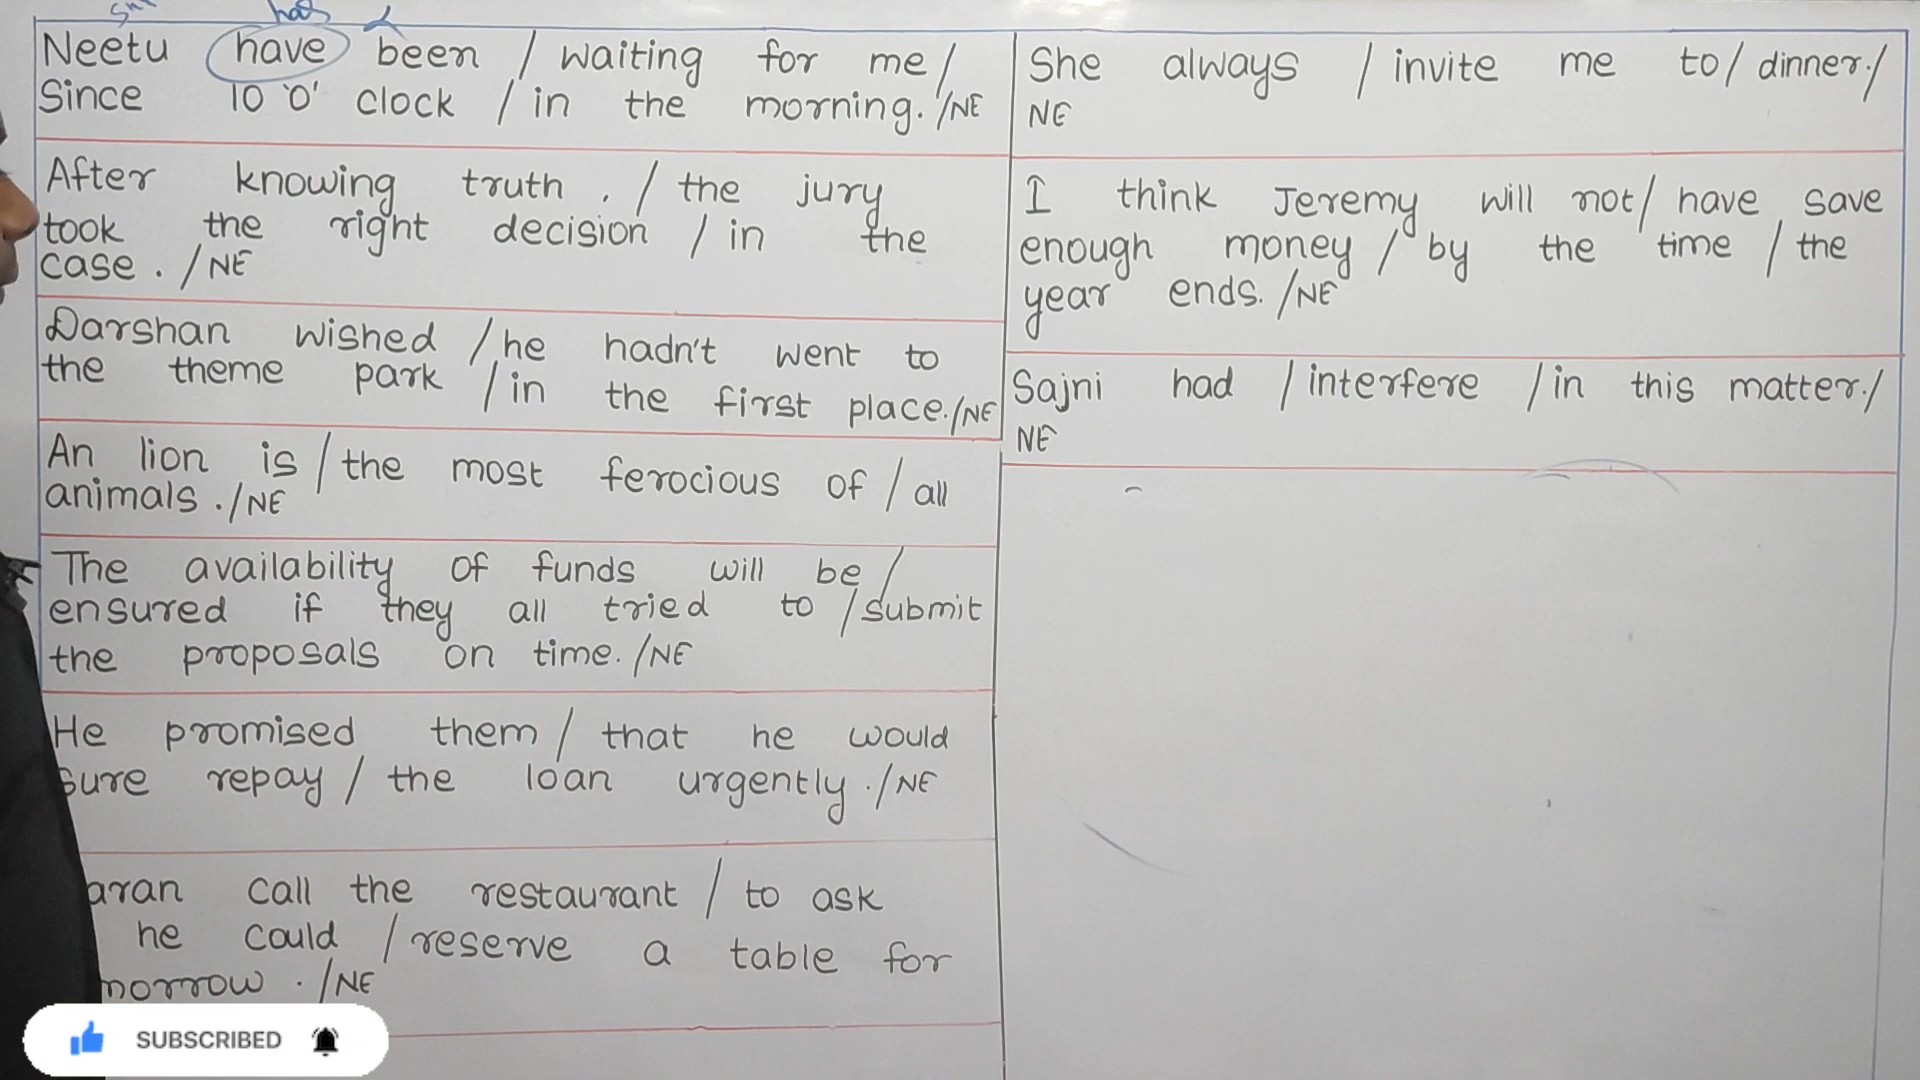 has
Neetu have been / waiting for me /
Since 10 'O' clock / in the morning. /NE
After knowing truth . / the jury
took the right decision / in the
case . / NE
Darshan wished / he hadn't went to
the theme park / in the first place./NE
An lion is / the most ferocious of / all
animals ./NE
The availability of funds will be /
ensured if they all tried to / submit
the proposals on time. /NE
He promised them / that he would
sure repay / the loan urgently ./NE
aran call the restaurant / to ask
he could / reserve a table for
morrow . /NE
She always / invite me to / dinner./
NE
I think Jeremy will not / have save
enough money / by the time / the
year ends. /NE
Sajni had / interfere / in this matter./
NE
SUBSCRIBED